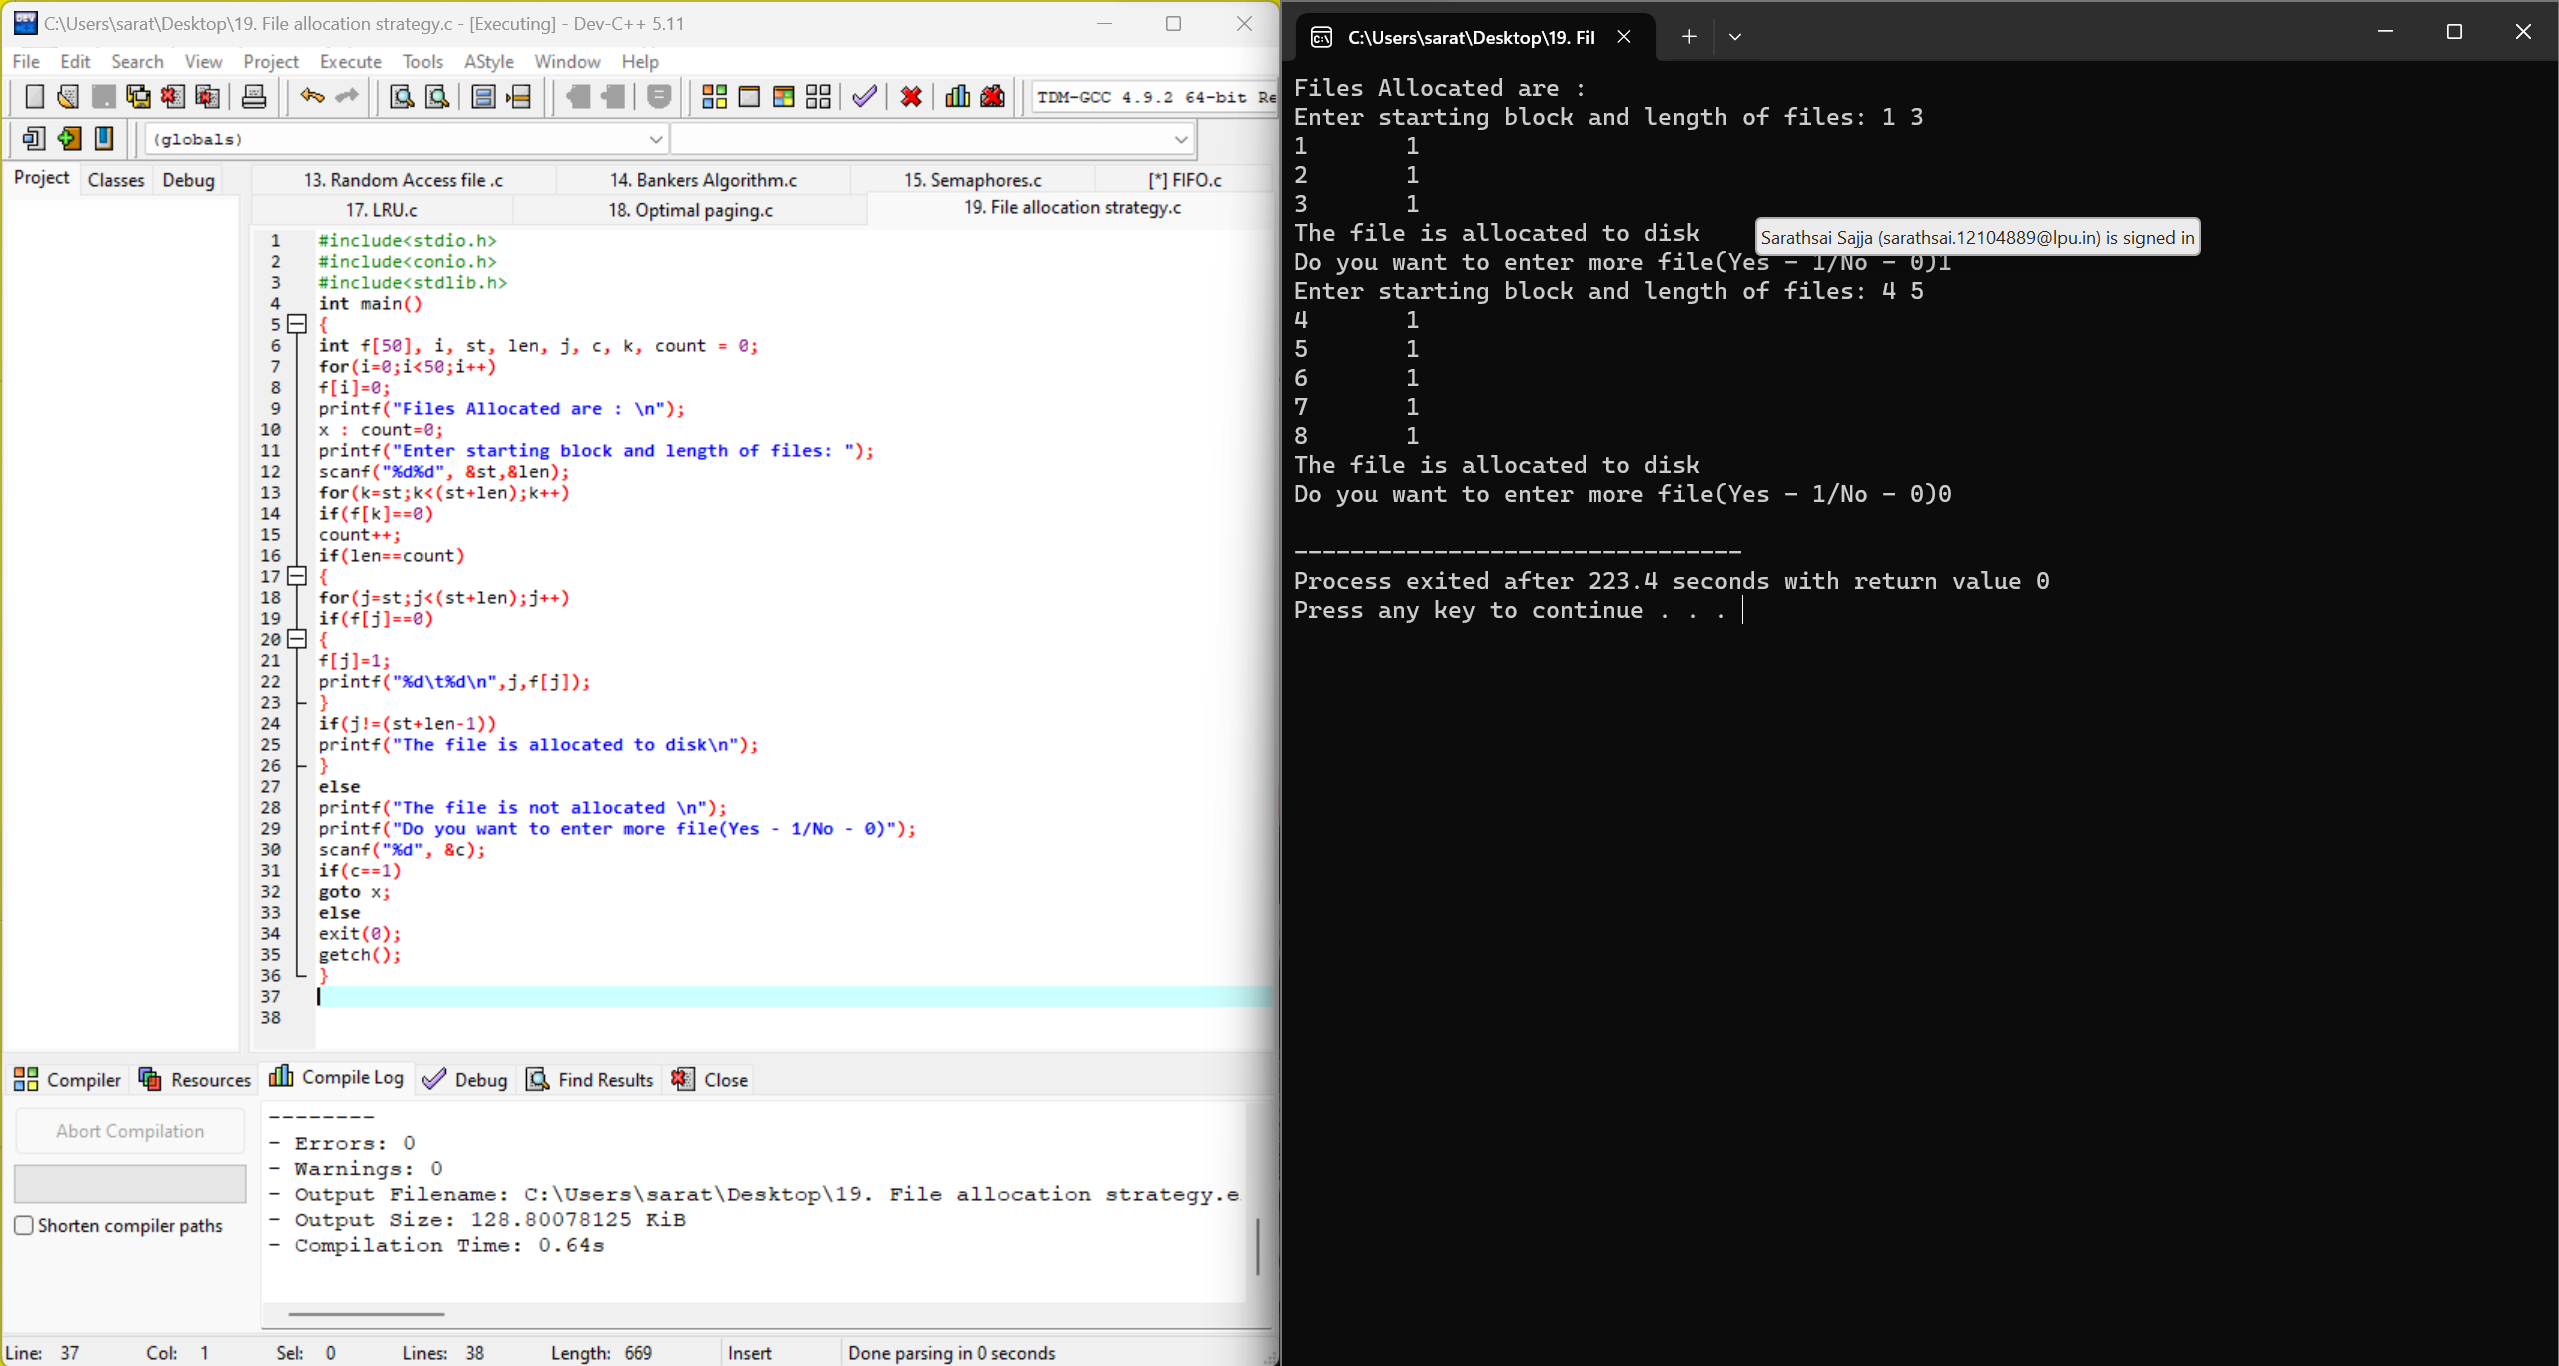 C:\Users\sarat\Desktop\19. File allocation strategy.c - [Executing] - Dev-C++ 5.11
File Edit Search View Project Execute Tools AStyle Window Help
TDM-GCC 4.9.2 64-bit Re
(globals)
Project Classes Debug
13. Random Access file .c 14. Bankers Algorithm.c 15. Semaphores.c [*] FIFO.c
17. LRU.c 18. Optimal paging.c 19. File allocation strategy.c
1 #include<stdio.h>
2 #include<conio.h>
3 #include<stdlib.h>
4 int main()
5 {
6 int f[50], i, st, len, j, c, k, count = 0;
7 for(i=0;i<50;i++)
8 f[i]=0;
9 printf("Files Allocated are : \n");
10 x : count=0;
11 printf("Enter starting block and length of files: ");
12 scanf("%d%d", &st,&len);
13 for(k=st;k<(st+len);k++)
14 if(f[k]==0)
15 count++;
16 if(len==count)
17 {
18 for(j=st;j<(st+len);j++)
19 if(f[j]==0)
20 {
21 f[j]=1;
22 printf("%d\t%d\n",j,f[j]);
23 }
24 if(j!=(st+len-1))
25 printf("The file is allocated to disk\n");
26 }
27 else
28 printf("The file is not allocated \n");
29 printf("Do you want to enter more file(Yes - 1/No - 0)");
30 scanf("%d", &c);
31 if(c==1)
32 goto x;
33 else
34 exit(0);
35 getch();
36 }
37
38
Compiler Resources Compile Log Debug Find Results Close
Abort Compilation
Shorten compiler paths
--------
- Errors: 0
- Warnings: 0
- Output Filename: C:\Users\sarat\Desktop\19. File allocation strategy.e
- Output Size: 128.80078125 KiB
- Compilation Time: 0.64s
Line: 37 Col: 1 Sel: 0 Lines: 38 Length: 669 Insert Done parsing in 0 seconds
C:\Users\sarat\Desktop\19. Fil
Files Allocated are :
Enter starting block and length of files: 1 3
1 1
2 1
3 1
The file is allocated to disk
Sarathsai Sajja (sarathsai.12104889@lpu.in) is signed in
Do you want to enter more file(Yes - 1/No - 0)1
Enter starting block and length of files: 4 5
4 1
5 1
6 1
7 1
8 1
The file is allocated to disk
Do you want to enter more file(Yes - 1/No - 0)0
--------------------------------
Process exited after 223.4 seconds with return value 0
Press any key to continue . . .